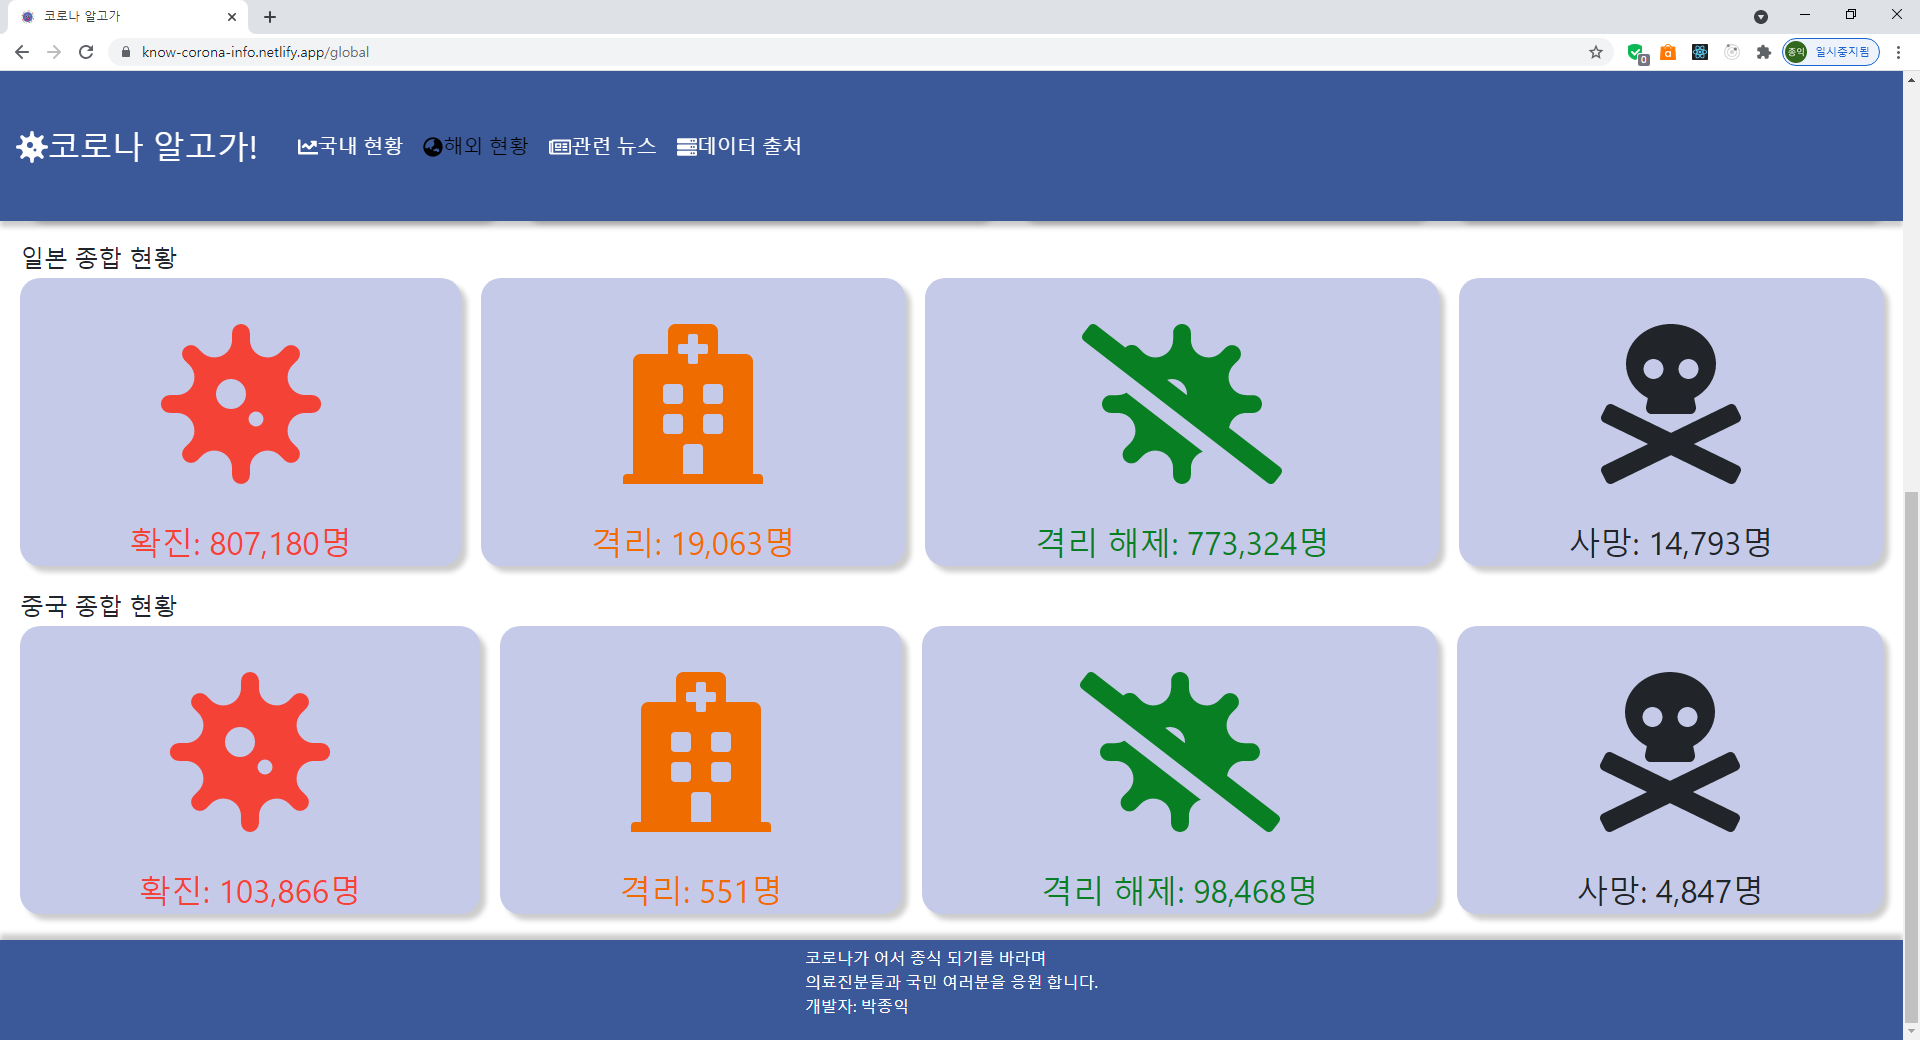 코로나 알고가
know-corona-info.netlify.app/global
0
a
종익 일시중지됨
코로나 알고가!
국내 현황
해외 현황
관련 뉴스
데이터 출처
일본 종합 현황
확진: 807,180명
격리: 19,063명
격리 해제: 773,324명
사망: 14,793명
중국 종합 현황
확진: 103,866명
격리: 551명
격리 해제: 98,468명
사망: 4,847명
코로나가 어서 종식 되기를 바라며
의료진분들과 국민 여러분을 응원 합니다.
개발자: 박종익